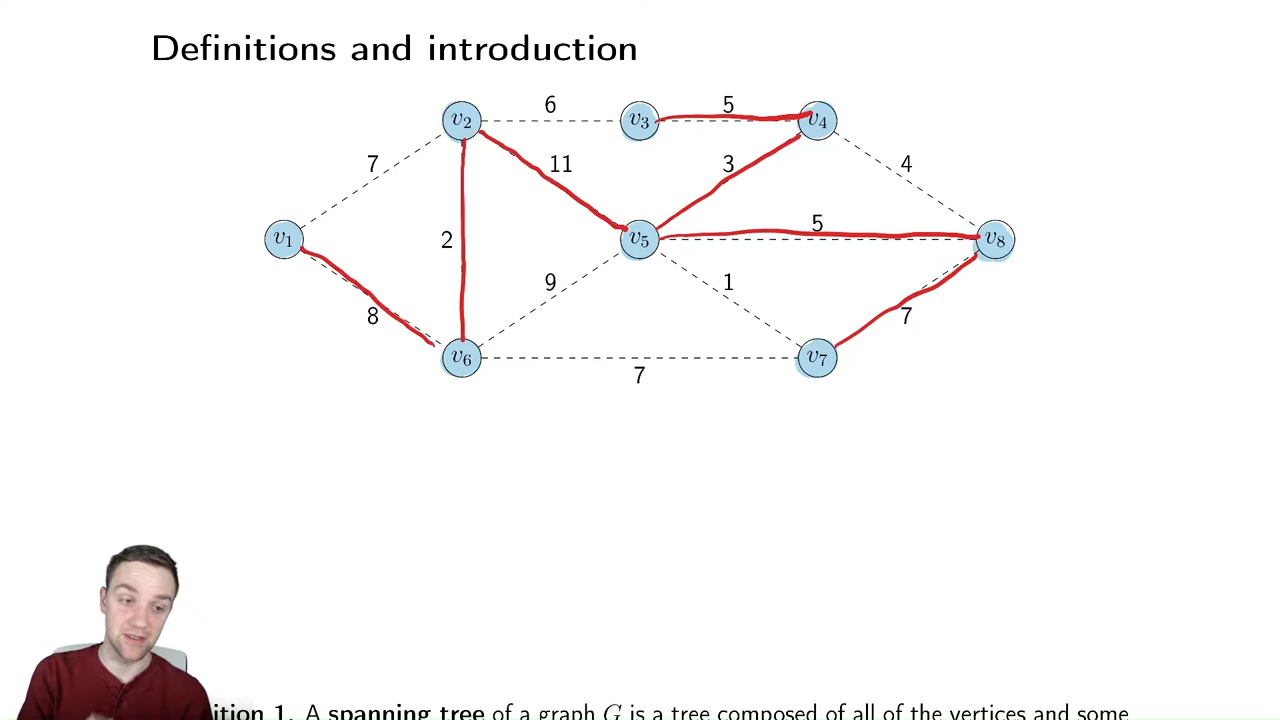 Definitions and introduction
6
5
v2
v3
v4
7
11
3
4
5
v1
2
v5
v8
9
1
8
7
v6
v7
7
ition 1. A spanning tree of a graph G is a tree composed of all of the vertices and some